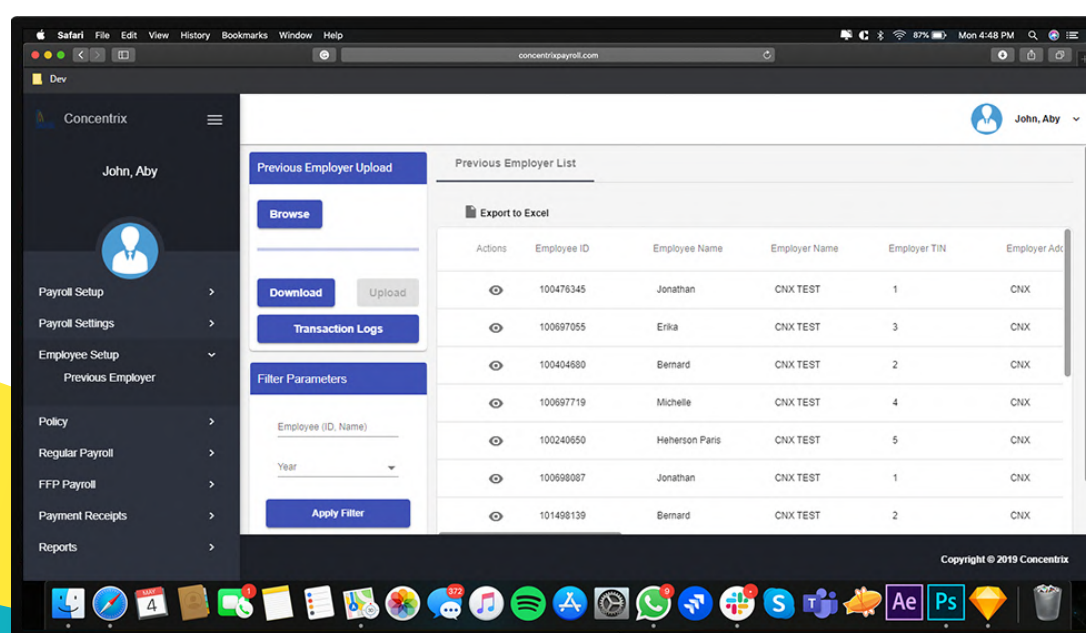 Safari File Edit View History Bookmarks Window Help 87% Mon 4:48 PM
concentrixpayroll.com
Dev
Concentrix
John, Aby
John, Aby
Payroll Setup
Payroll Settings
Employee Setup
Previous Employer
Policy
Regular Payroll
FFP Payroll
Payment Receipts
Reports
Previous Employer Upload
Browse
Download Upload
Transaction Logs
Filter Parameters
Employee (ID, Name)
Year
Apply Filter
Previous Employer List
Export to Excel
Actions Employee ID Employee Name Employer Name Employer TIN Employer Adc
100476345 Jonathan CNX TEST 1 CNX
100697055 Erika CNX TEST 3 CNX
100404680 Bernard CNX TEST 2 CNX
100697719 Michelle CNX TEST 4 CNX
100240650 Heherson Paris CNX TEST 5 CNX
100698087 Jonathan CNX TEST 1 CNX
101498139 Bernard CNX TEST 2 CNX
Copyright © 2019 Concentrix
MAY
4
1
372
S
Ae
Ps